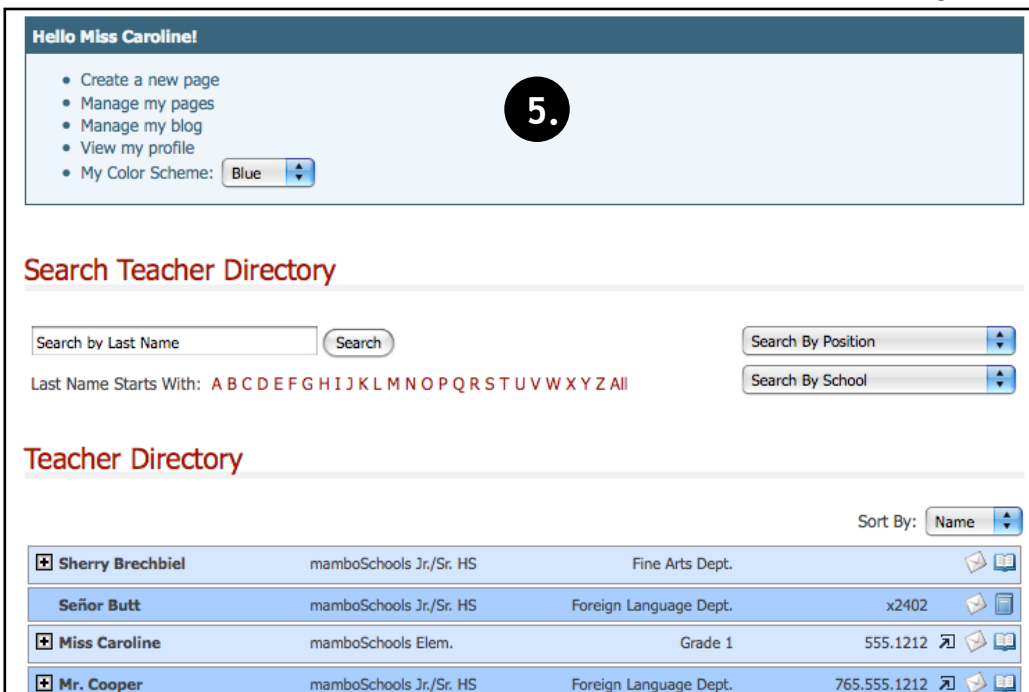 Hello Miss Caroline!
• Create a new page
• Manage my pages
• Manage my blog
• View my profile
• My Color Scheme: Blue
5.
Search Teacher Directory
Search by Last Name Search Search By Position
Last Name Starts With: A B C D E F G H I J K L M N O P Q R S T U V W X Y Z All Search By School
Teacher Directory
Sort By: Name
Sherry Brechbiel mamboSchools Jr./Sr. HS Fine Arts Dept.
Señor Butt mamboSchools Jr./Sr. HS Foreign Language Dept. x2402
Miss Caroline mamboSchools Elem. Grade 1 555.1212
Mr. Cooper mamboSchools Jr./Sr. HS Foreign Language Dept. 765.555.1212